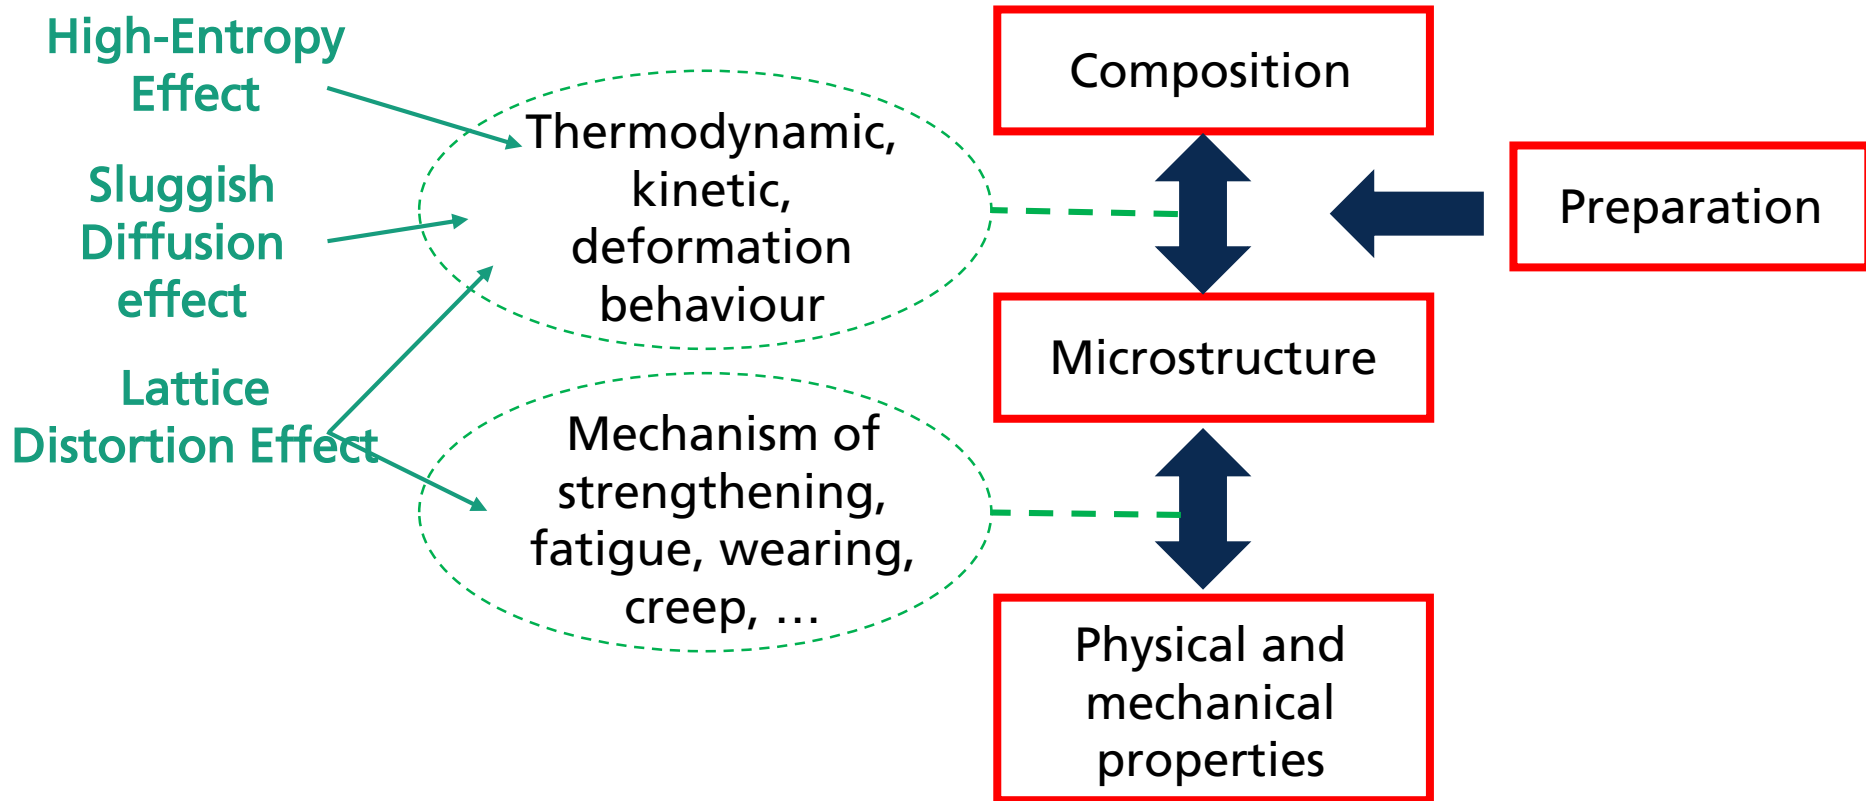 High-Entropy
Effect
Sluggish
Diffusion
effect
Lattice
Distortion Effect
Thermodynamic,
kinetic,
deformation
behaviour
Mechanism of
strengthening,
fatigue, wearing,
creep, ...
Composition
Preparation
Microstructure
Physical and
mechanical
properties